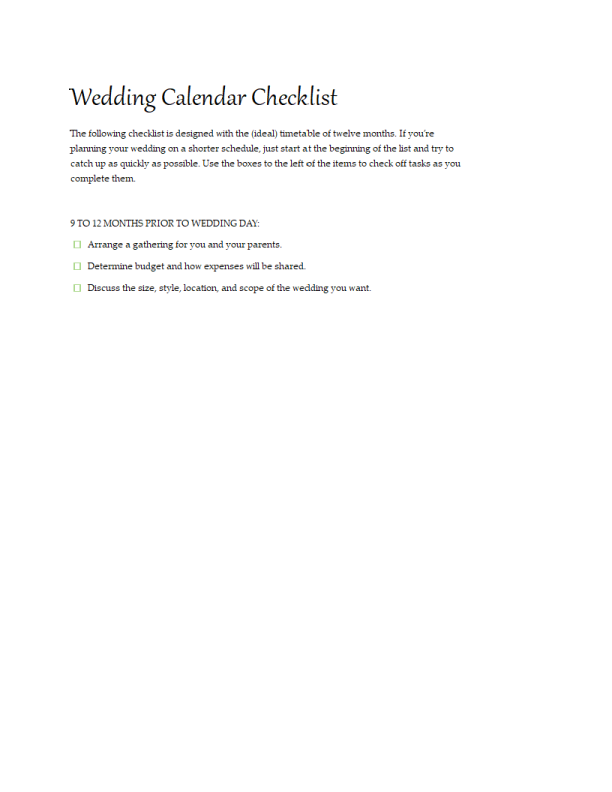 Wedding Calendar Checklist
The following checklist is designed with the (ideal) timetable of twelve months. If you're
planning your wedding on a shorter schedule, just start at the beginning of the list and try to
catch up as quickly as possible. Use the boxes to the left of the items to check off tasks as you
complete them.
9 TO 12 MONTHS PRIOR TO WEDDING DAY:
Arrange a gathering for you and your parents.
Determine budget and how expenses will be shared.
Discuss the size, style, location, and scope of the wedding you want.